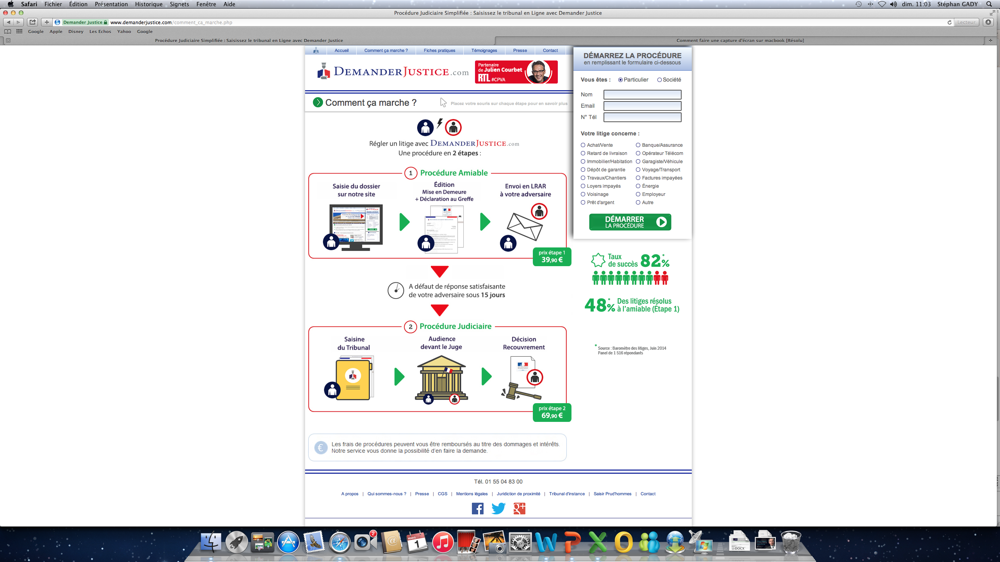 Safari Fichier Édition Présentation Historique Signets Fenêtre Aide dim. 11:03 Stéphan GADY
Procédure Judiciaire Simplifiée : Saisissez le tribunal en Ligne avec Demander Justice
Demander Justice www.demanderjustice.com/comment_ca_marche.php Lecteur
Google Apple Disney Les Echos Yahoo Google
Procédure Judiciaire Simplifiée : Saisissez le tribunal en Ligne avec Demander Justice
Comment faire une capture d'écran sur macbook [Résolu]
Accueil Comment ça marche ? Fiches pratiques Témoignages Presse Contact
DEMANDERJUSTICE.com
Partenaire
de Julien Courbet
RTL #CPVA
Comment ça marche ?
Placez votre souris sur chaque étape pour en savoir plus
Régler un litige avec DEMANDERJUSTICE.com
Une procédure en 2 étapes :
1 Procédure Amiable
Saisie du dossier
sur notre site
Édition
Mise en Demeure
+ Déclaration au Greffe
Envoi en LRAR
à votre adversaire
prix étape 1
39,90 €
A défaut de réponse satisfaisante
de votre adversaire sous 15 jours
2 Procédure Judiciaire
Saisine
du Tribunal
Audience
devant le Juge
Décision
Recouvrement
prix étape 2
69,90 €
€
Les frais de procédures peuvent vous être remboursés au titre des dommages et intérêts.
Notre service vous donne la possibilité d'en faire la demande.
DÉMARREZ LA PROCÉDURE
en remplissant le formulaire ci-dessous
Vous êtes : Particulier Société
Nom
Email
N° Tél
Votre litige concerne :
Achat/Vente Banque/Assurance
Retard de livraison Opérateur Télécom
Immobilier/Habitation Garagiste/Véhicule
Dépôt de garantie Voyage/Transport
Travaux/Chantiers Factures impayées
Loyers impayés Énergie
Voisinage Employeur
Prêt d'argent Autre
DÉMARRER
LA PROCÉDURE
Taux
de succès 82%*
48%* Des litiges résolus
à l'amiable (Étape 1)
* Source : Baromètre des litiges, Juin 2014
Panel de 1 516 répondants
Tél. 01 55 04 83 00
A propos | Qui sommes-nous ? | Presse | CGS | Mentions légales | Juridiction de proximité | Tribunal d'instance | Saisir Prud'hommes | Contact
2
MARS
1
DOCX